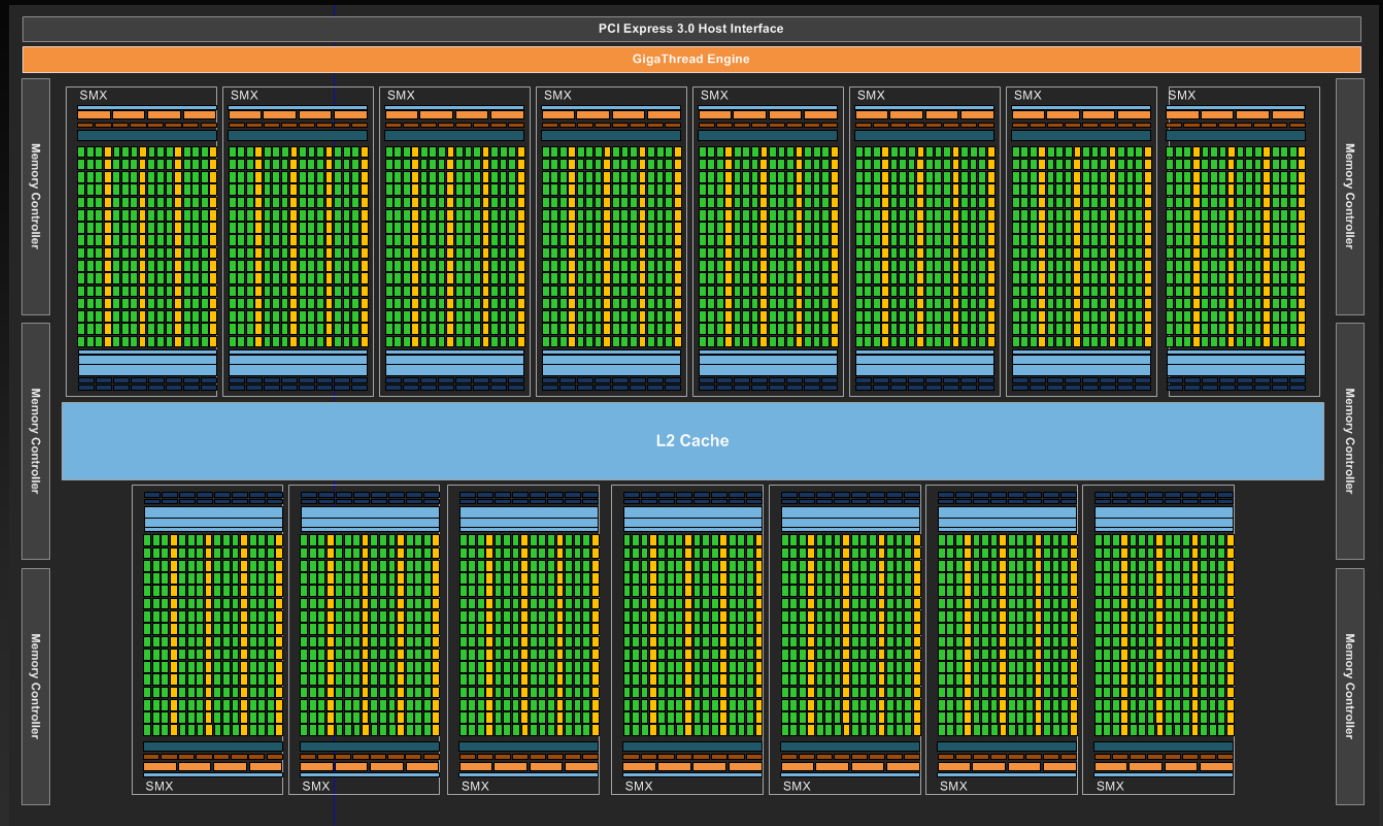 PCI Express 3.0 Host Interface
GigaThread Engine
SMX SMX SMX SMX SMX SMX SMX SMX
Memory Controller
Memory Controller
Memory Controller
Memory Controller
L2 Cache
Memory Controller
Memory Controller
SMX SMX SMX SMX SMX SMX SMX